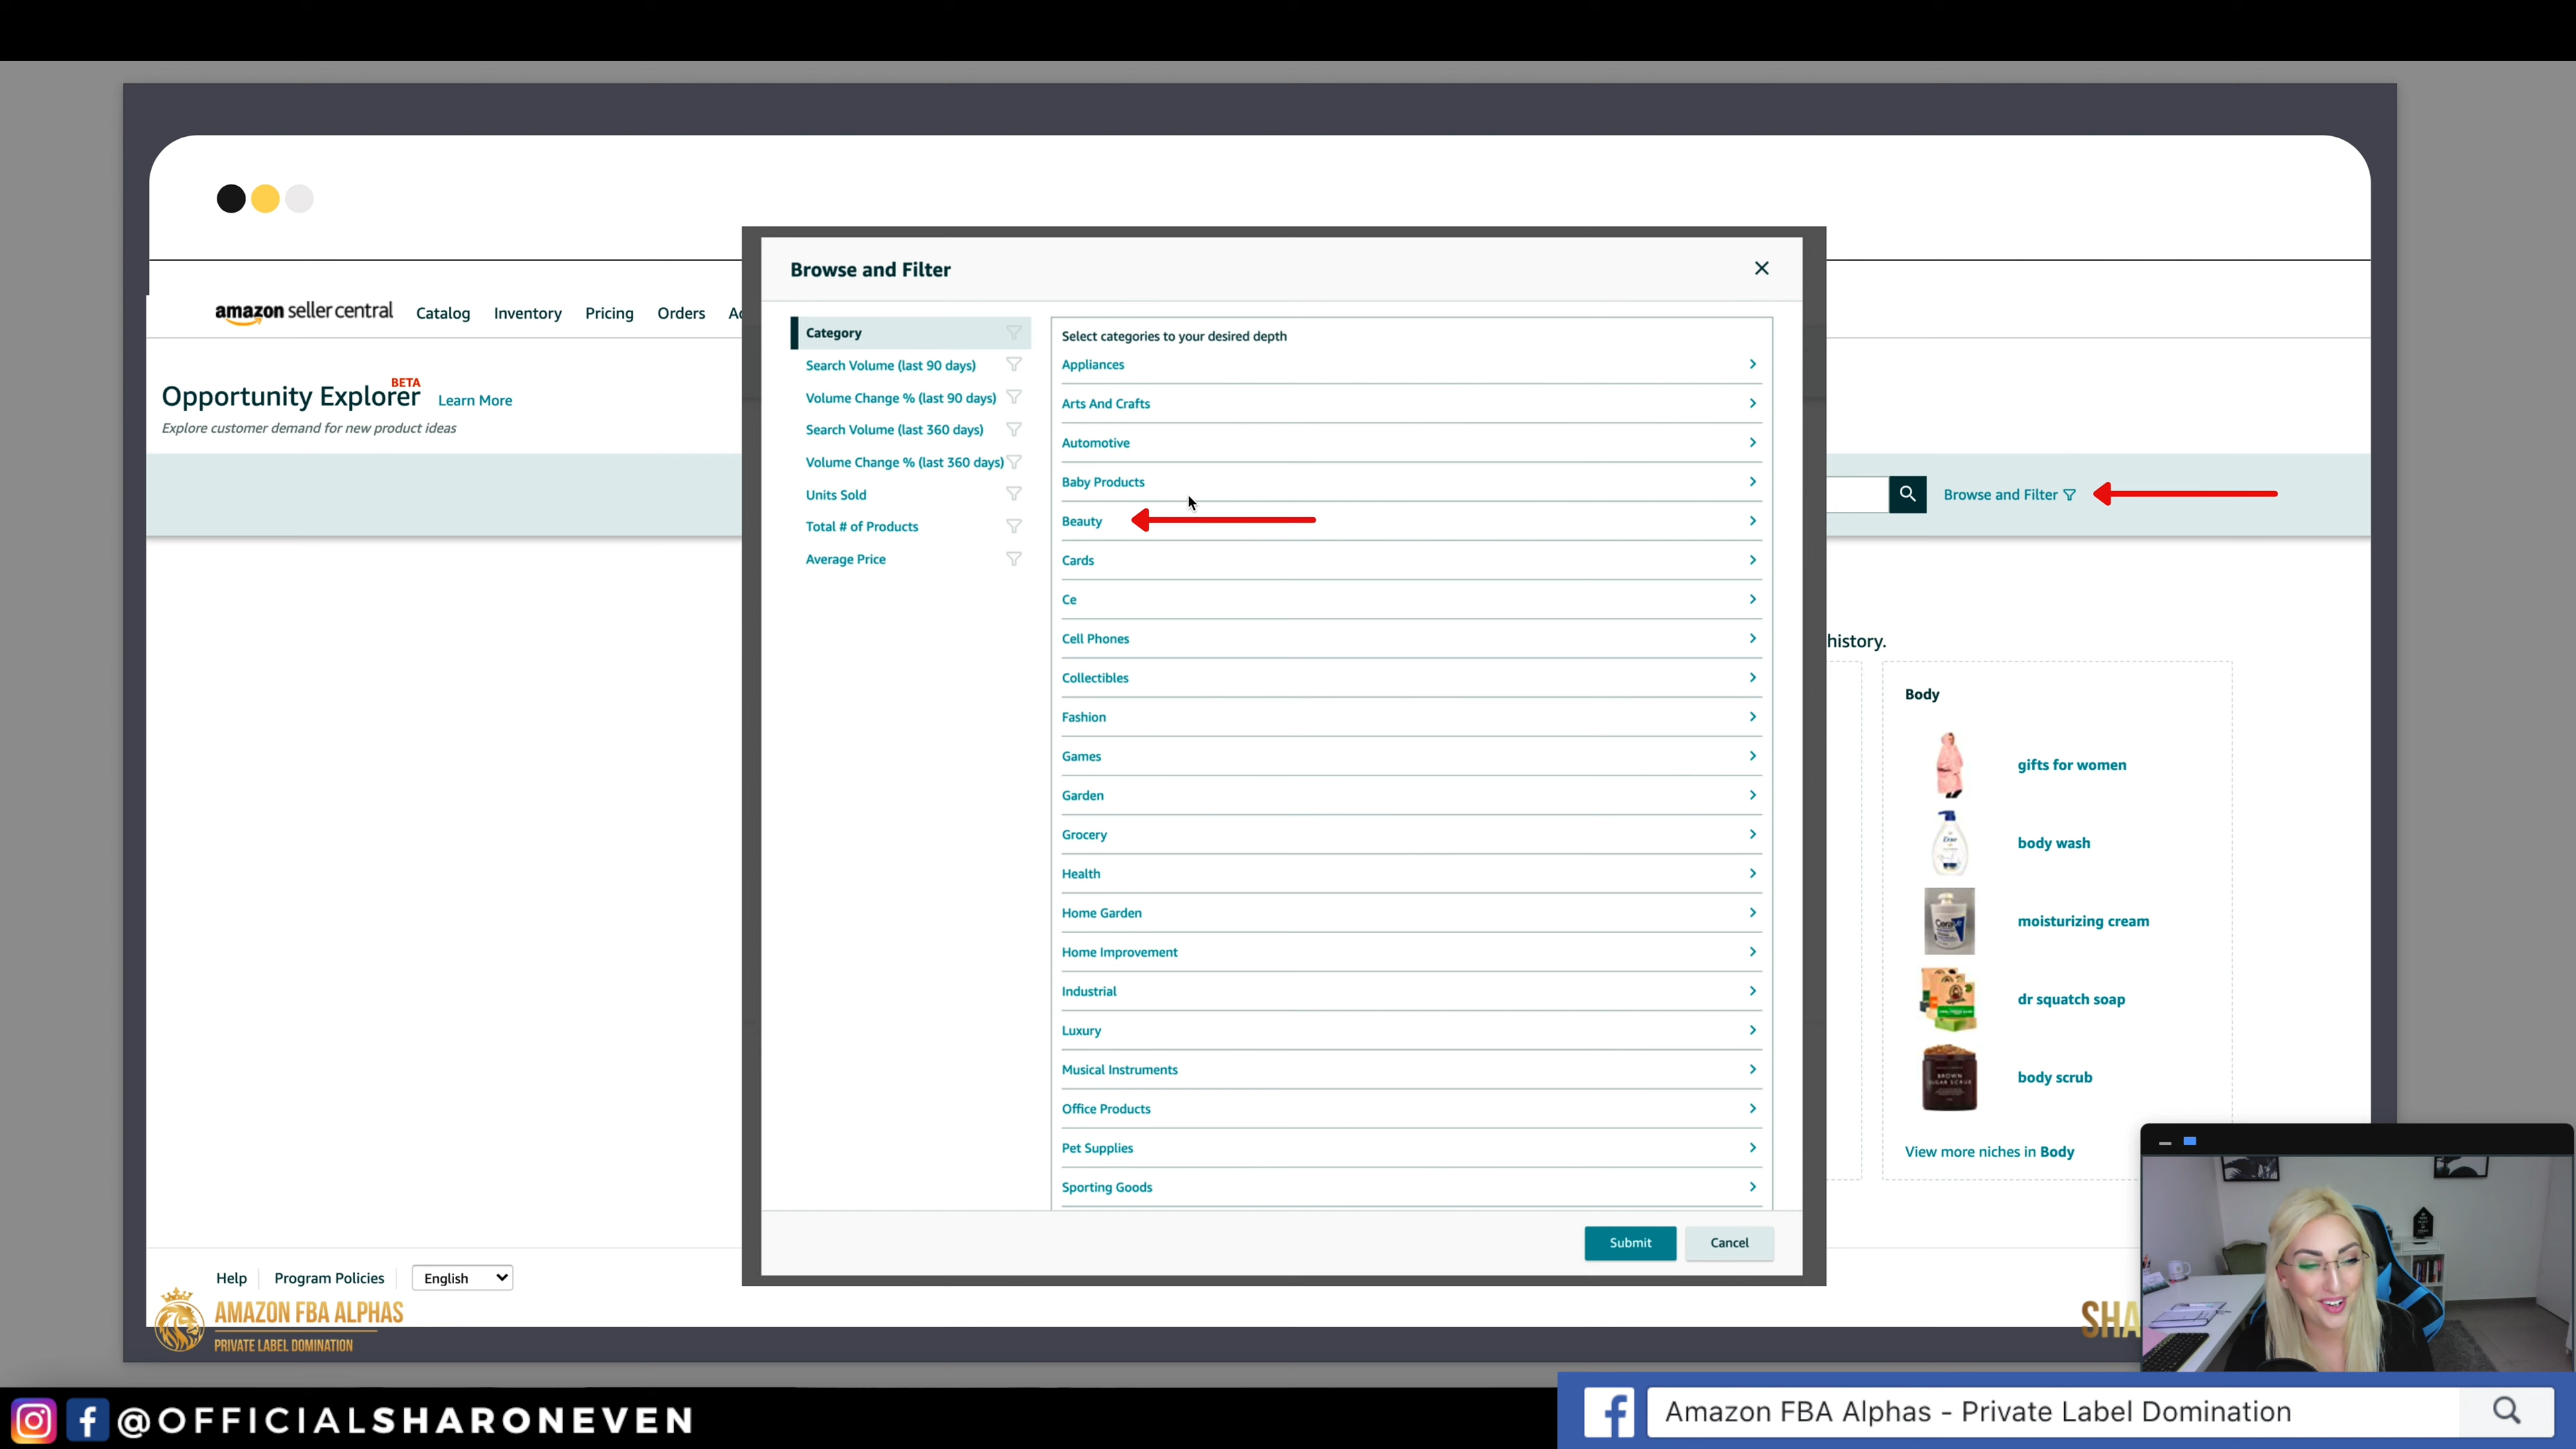 amazon seller central Catalog Inventory Pricing Orders
Opportunity Explorer BETA Learn More
Explore customer demand for new product ideas
Browse and Filter
Category
Search Volume (last 90 days)
Volume Change % (last 90 days)
Search Volume (last 360 days)
Volume Change % (last 360 days)
Units Sold
Total # of Products
Average Price
Select categories to your desired depth
Appliances
Arts And Crafts
Automotive
Baby Products
Beauty
Cards
Ce
Cell Phones
Collectibles
Fashion
Games
Garden
Grocery
Health
Home Garden
Home Improvement
Industrial
Luxury
Musical Instruments
Office Products
Pet Supplies
Sporting Goods
Submit Cancel
Browse and Filter
history.
Body
gifts for women
body wash
moisturizing cream
dr squatch soap
body scrub
View more niches in Body
Help Program Policies English
AMAZON FBA ALPHAS
PRIVATE LABEL DOMINATION
SHA
@OFFICIALSHARONEVEN
Amazon FBA Alphas - Private Label Domination